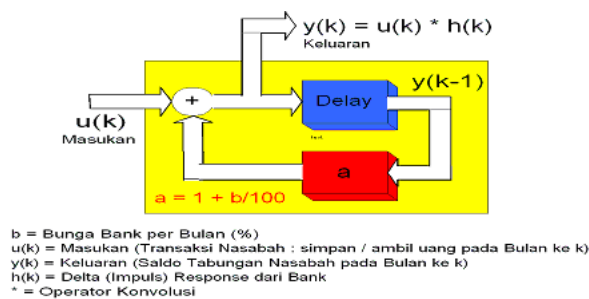 y(k) = u(k) * h(k)
Keluaran
y(k-1)
+
Delay
u(k)
Masukan
a
a = 1 + b/100
b = Bunga Bank per Bulan (%)
u(k) = Masukan (Transaksi Nasabah : simpan / ambil uang pada Bulan ke k)
y(k) = Keluaran (Saldo Tabungan Nasabah pada Bulan ke k)
h(k) = Delta (Impuls) Response dari Bank
* = Operator Konvolusi